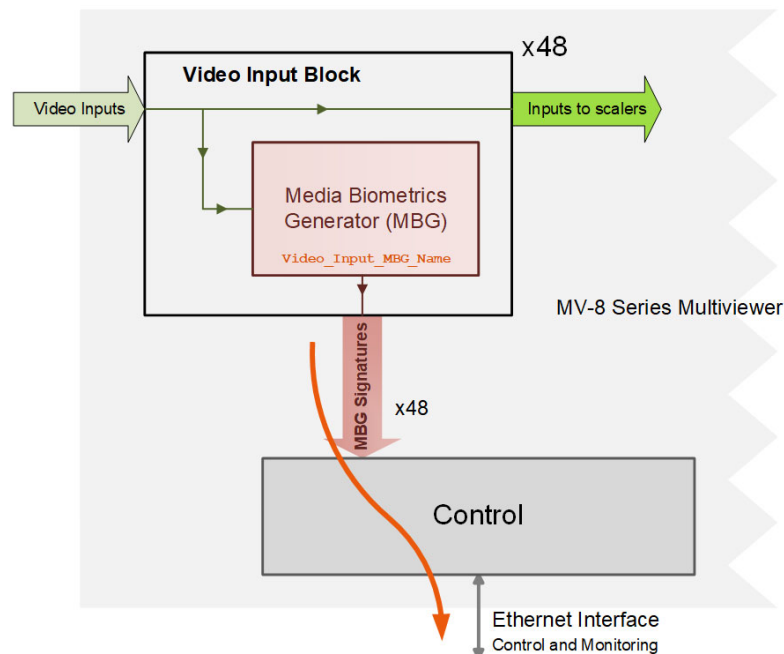 x48
Video Input Block
Video Inputs
Inputs to scalers
Media Biometrics
Generator (MBG)
Video_Input_MBG_Name
MV-8 Series Multiviewer
MBG Signatures
x48
Control
Ethernet Interface
Control and Monitoring